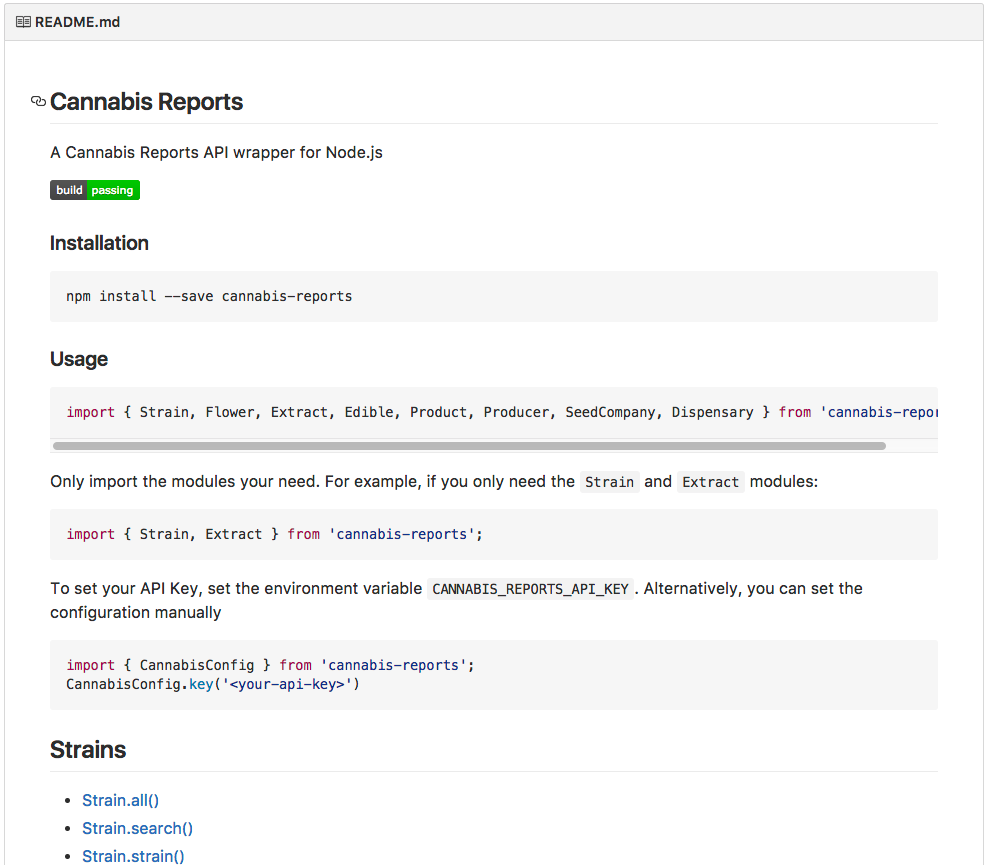 README.md
Cannabis Reports
A Cannabis Reports API wrapper for Node.js
build passing
Installation
npm install --save cannabis-reports
Usage
import { Strain, Flower, Extract, Edible, Product, Producer, SeedCompany, Dispensary } from 'cannabis-repor
Only import the modules your need. For example, if you only need the Strain and Extract modules:
import { Strain, Extract } from 'cannabis-reports';
To set your API Key, set the environment variable CANNABIS_REPORTS_API_KEY. Alternatively, you can set the
configuration manually
import { CannabisConfig } from 'cannabis-reports';
CannabisConfig.key('<your-api-key>')
Strains
• Strain.all()
• Strain.search()
• Strain.strain()